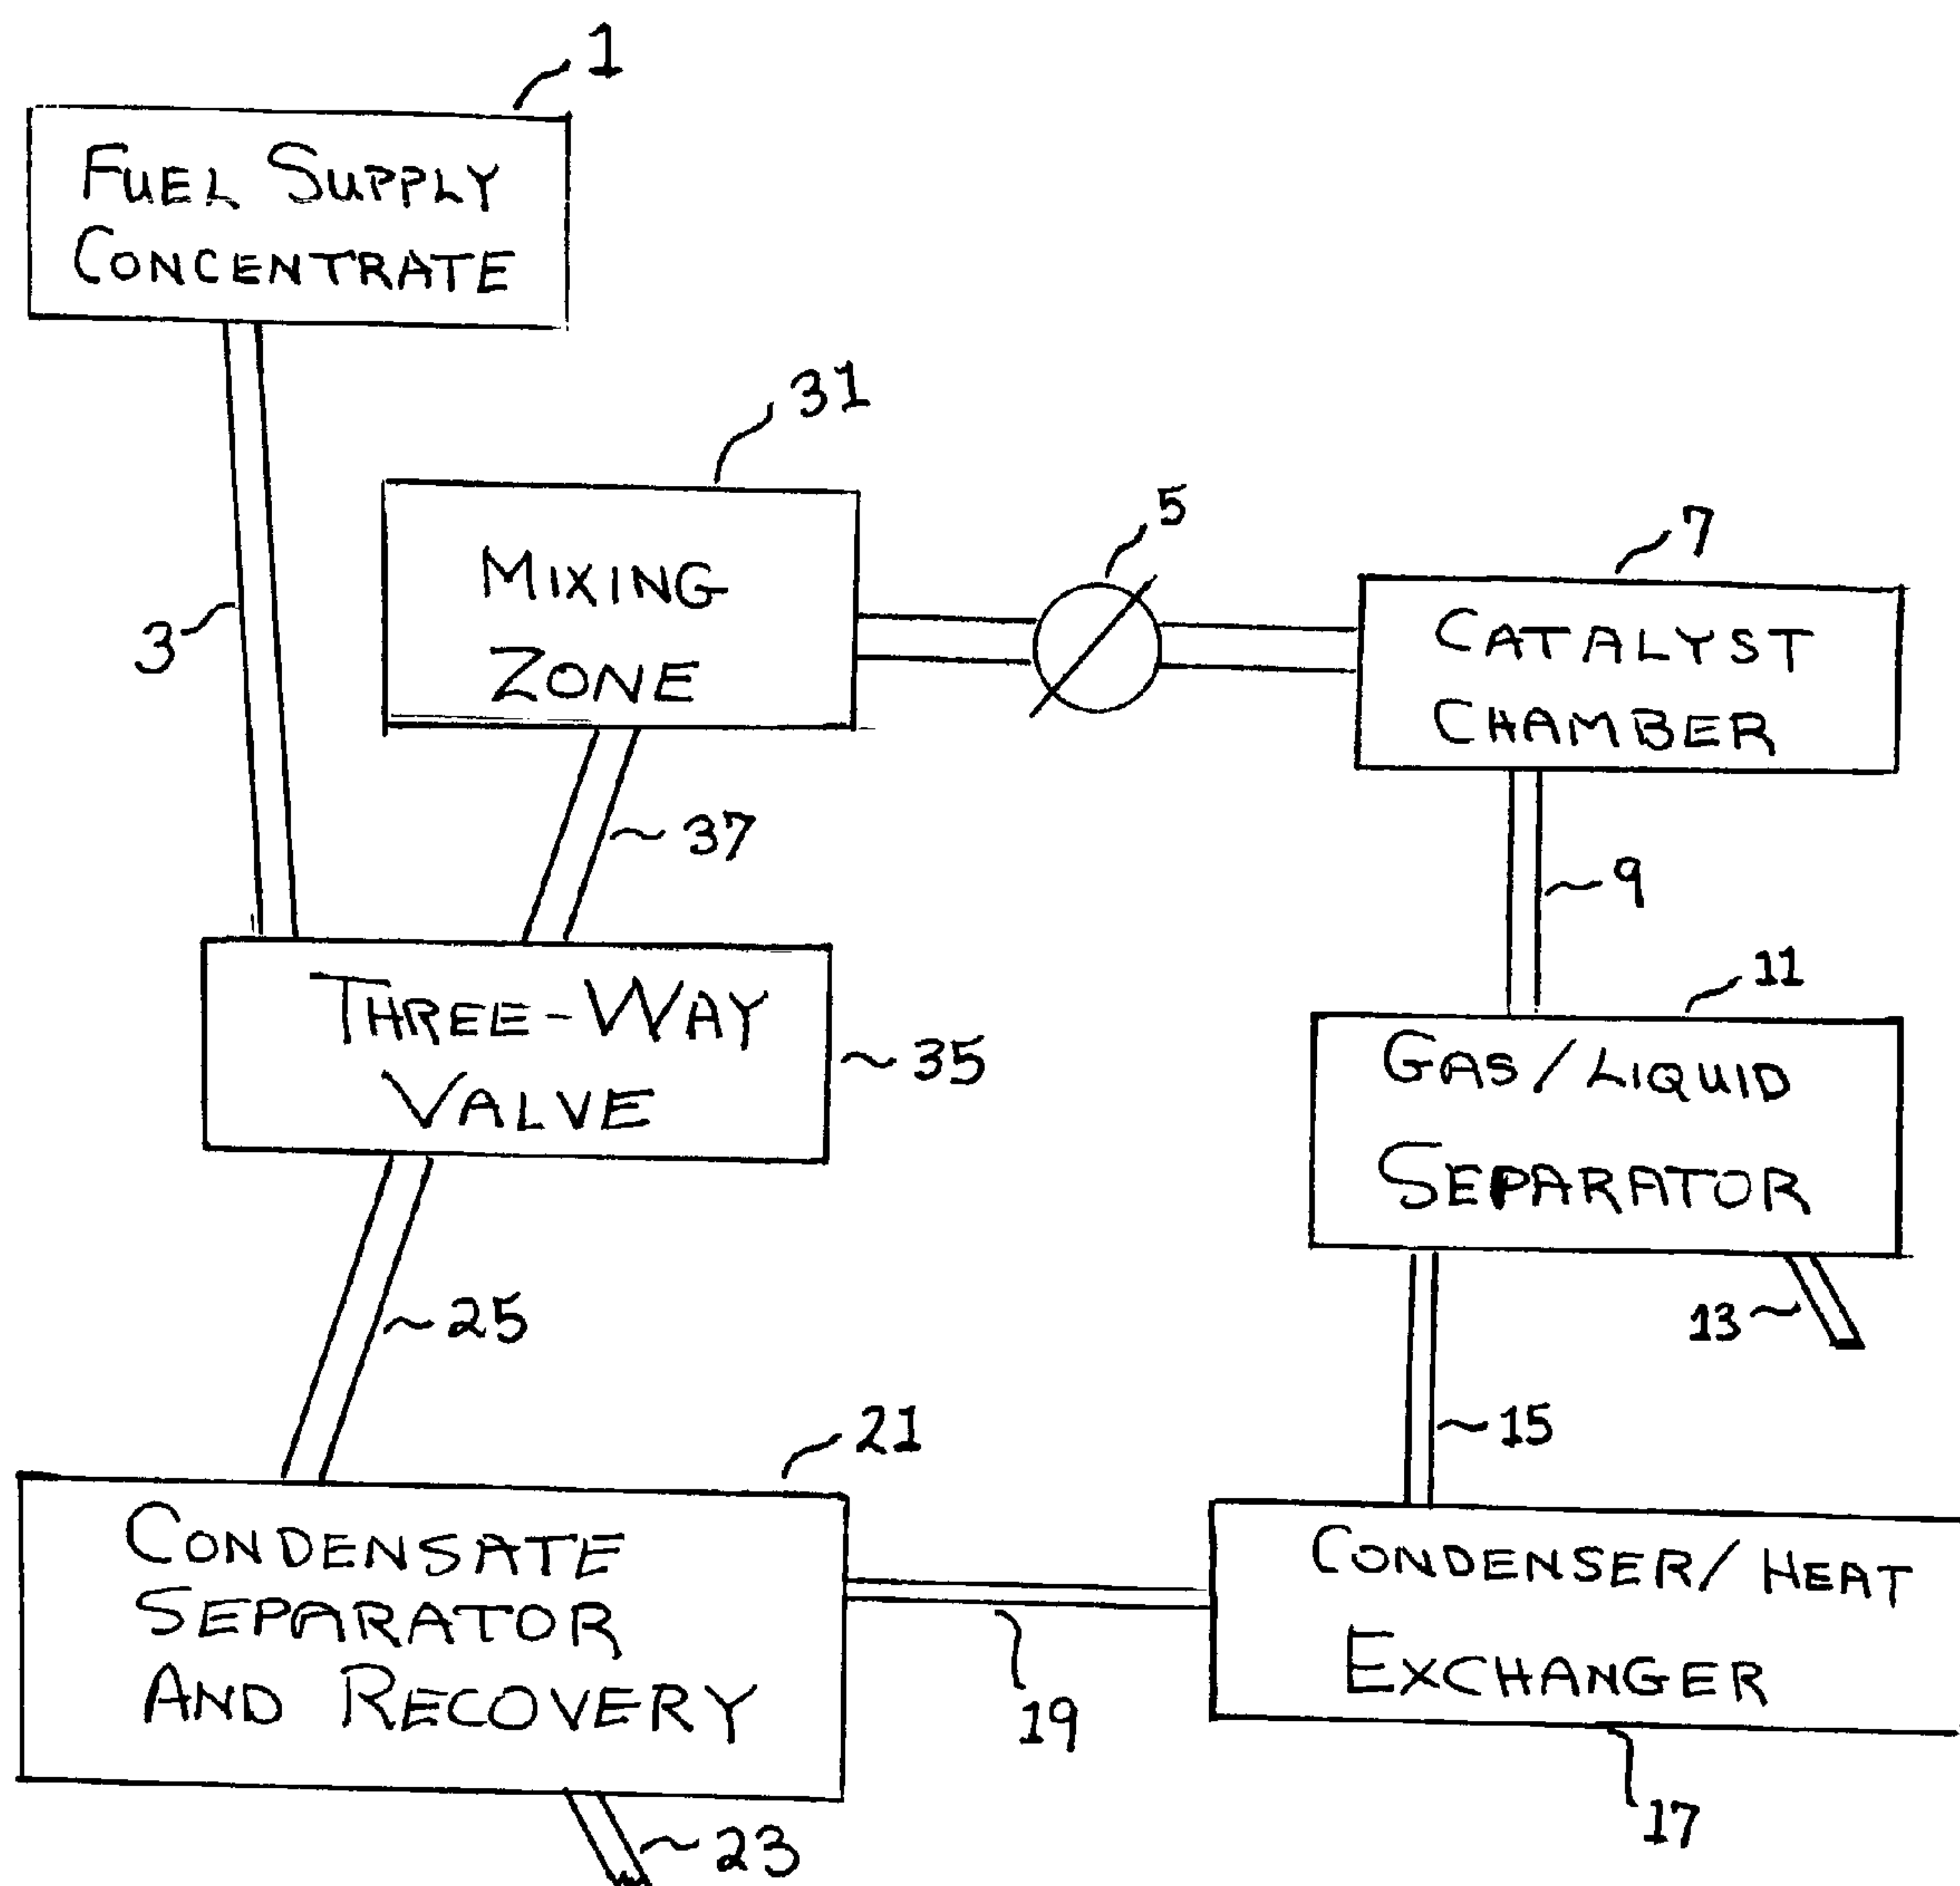 1
FUEL SUPPLY
CONCENTRATE
31
MIXING
ZONE
5
7
CATALYST
CHAMBER
3
37
9
THREE-WAY
VALVE
35
11
GAS/LIQUID
SEPARATOR
13
25
15
21
CONDENSATE
SEPARATOR
AND RECOVERY
19
CONDENSER/HEAT
EXCHANGER
17
23